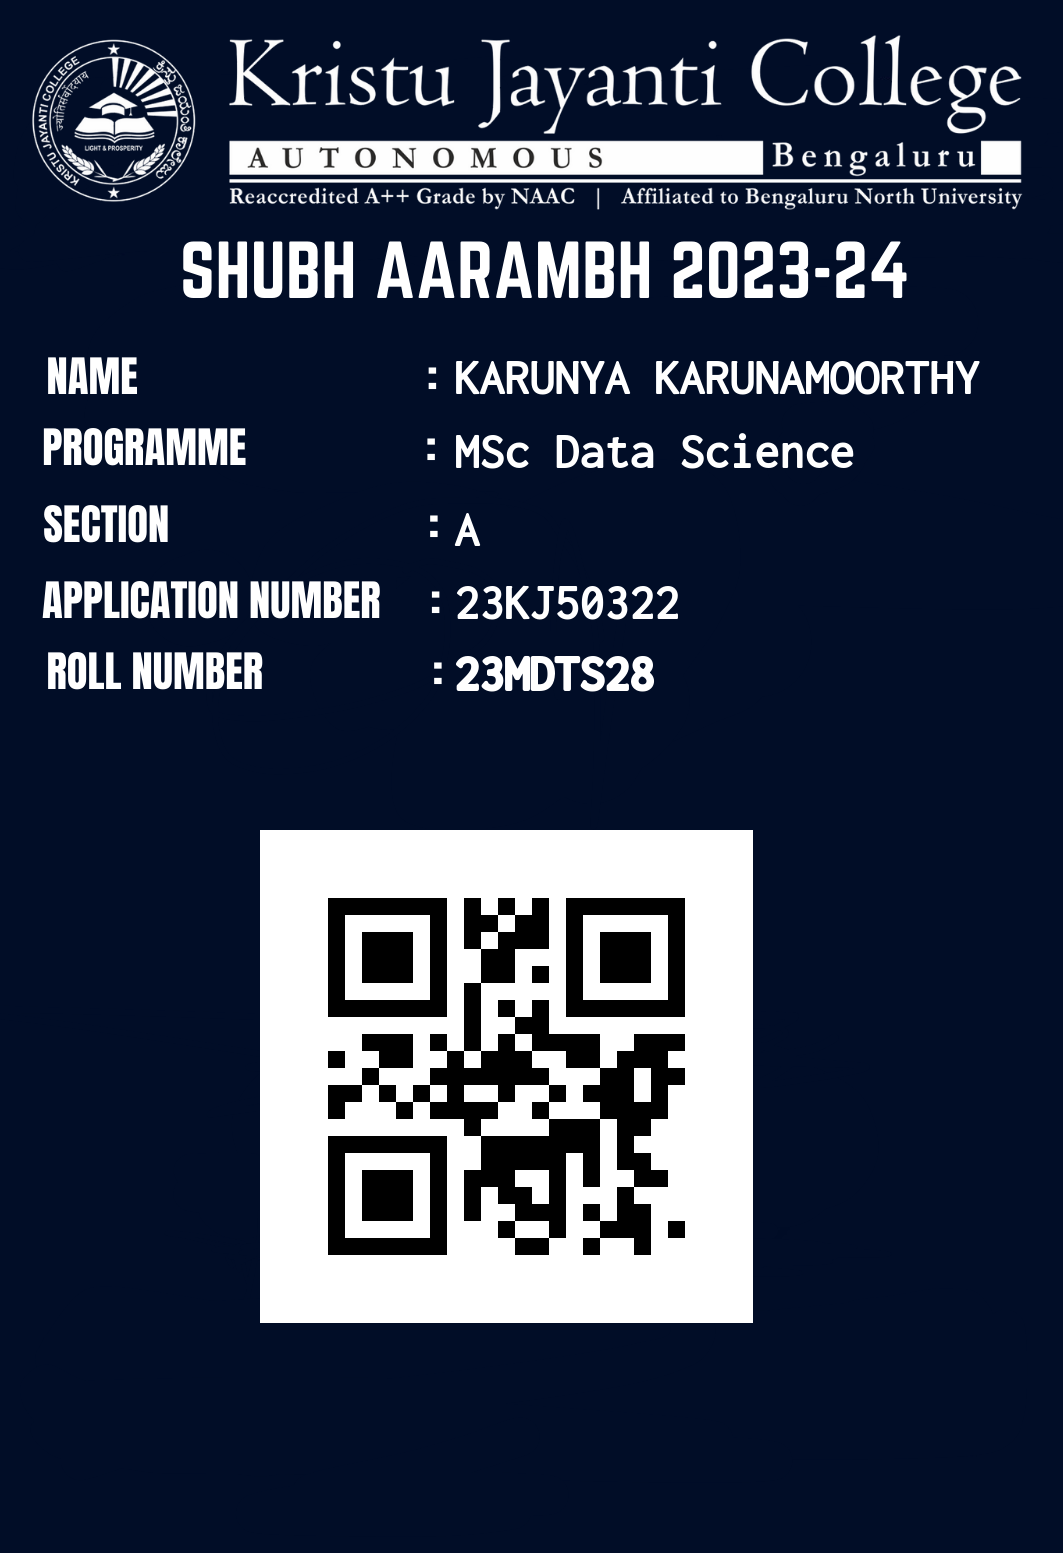 Kristu Jayanti College
AUTONOMOUS Bengaluru
Reaccredited A++ Grade by NAAC | Affiliated to Bengaluru North University
KRISTU JAYANTI COLLEGE
LIGHT & PROSPERITY
SHUBH AARAMBH 2023-24
NAME : KARUNYA KARUNAMOORTHY
PROGRAMME : MSc Data Science
SECTION : A
APPLICATION NUMBER : 23KJ50322
ROLL NUMBER : 23MDTS28